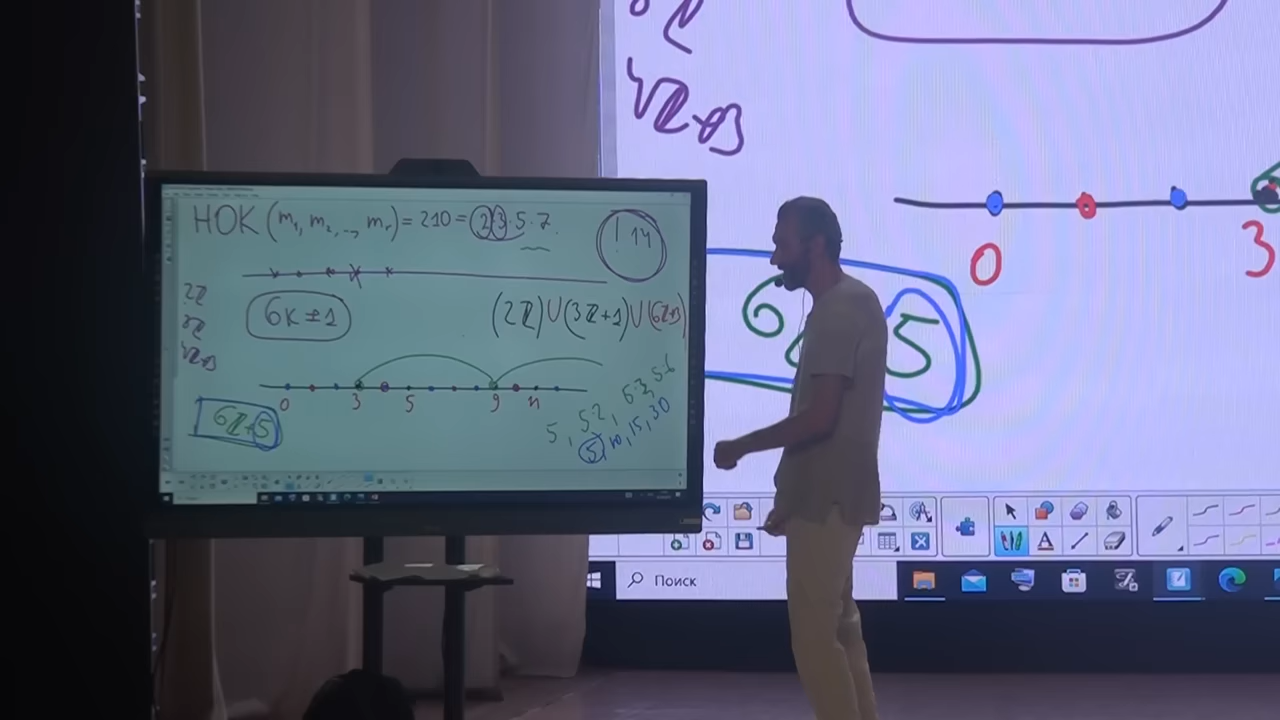 НОК (m₁, m₂, ..., mᵣ) = 210 = 2·3·5·7.
! 14
2ℤ
6k ± 1
(2ℤ)∪(3ℤ+1)∪(6ℤ+3)
0 3 5 9 11
6ℤ+5
5, 5·2, 5·3, 5·6
5, 10, 15, 30
0 3
5
Поиск